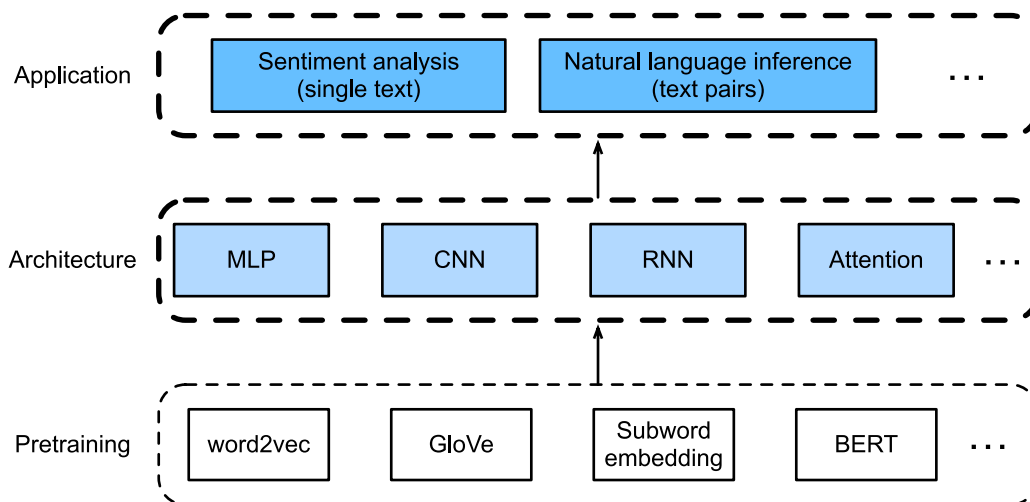 Application
Sentiment analysis
(single text)
Natural language inference
(text pairs)
...
Architecture
MLP
CNN
RNN
Attention
...
Pretraining
word2vec
GloVe
Subword
embedding
BERT
...